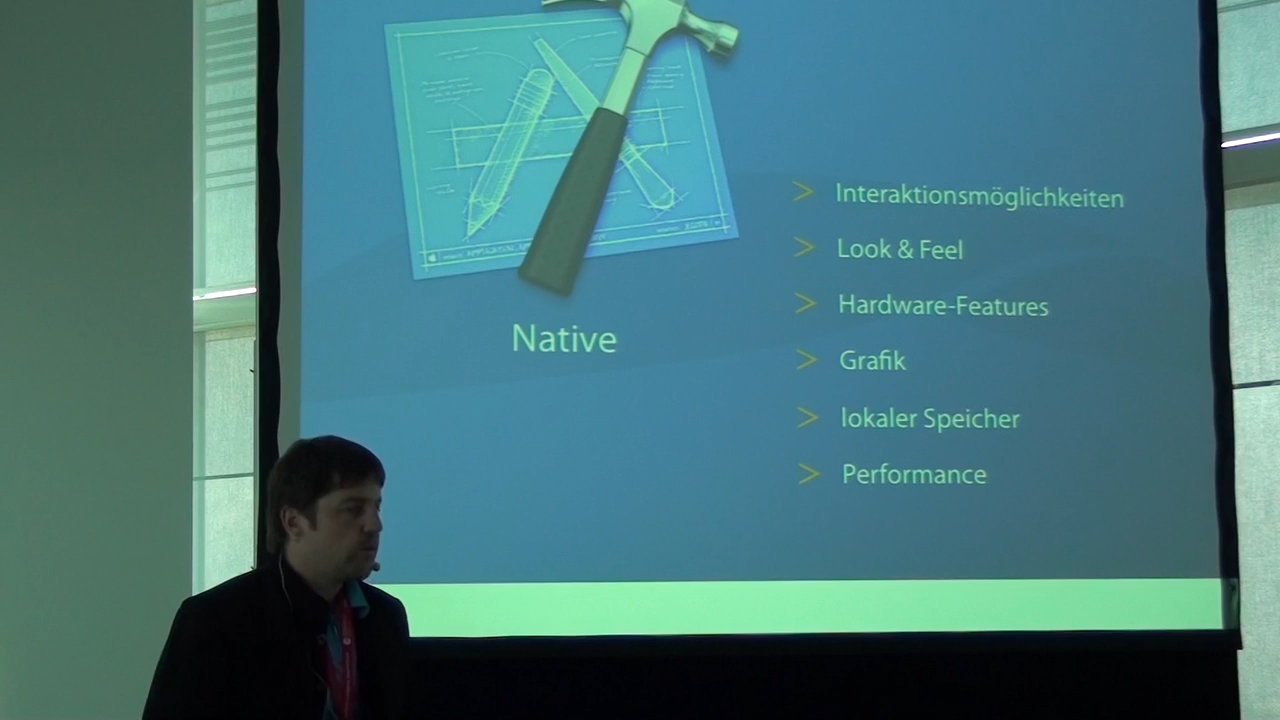 Native
Interaktionsmöglichkeiten
Look & Feel
Hardware-Features
Grafik
lokaler Speicher
Performance